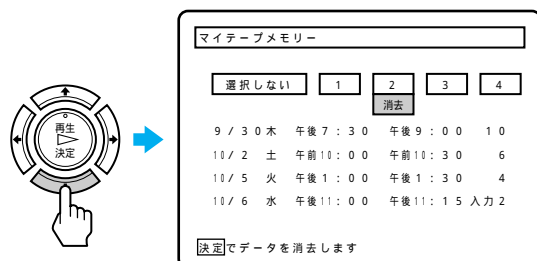 マイテープメモリー
選択しない 1 2 3 4
消去
9/30木 午後7:30 午後9:00 10
10/2 土 午前10:00 午前10:30 6
10/5 火 午後1:00 午後1:30 4
10/6 水 午後11:00 午後11:15 入力2
決定でデータを消去します
再生
決定